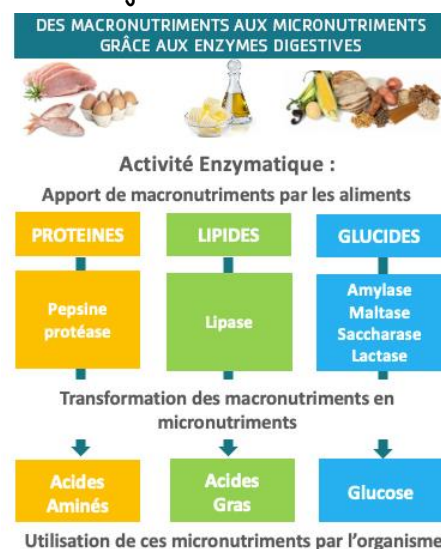 DES MACRONUTRIMENTS AUX MICRONUTRIMENTS
GRÂCE AUX ENZYMES DIGESTIVES
Activité Enzymatique :
Apport de macronutriments par les aliments
PROTEINES
LIPIDES
GLUCIDES
Pepsine
protéase
Lipase
Amylase
Maltase
Saccharase
Lactase
Transformation des macronutriments en
micronutriments
Acides
Aminés
Acides
Gras
Glucose
Utilisation de ces micronutriments par l'organisme